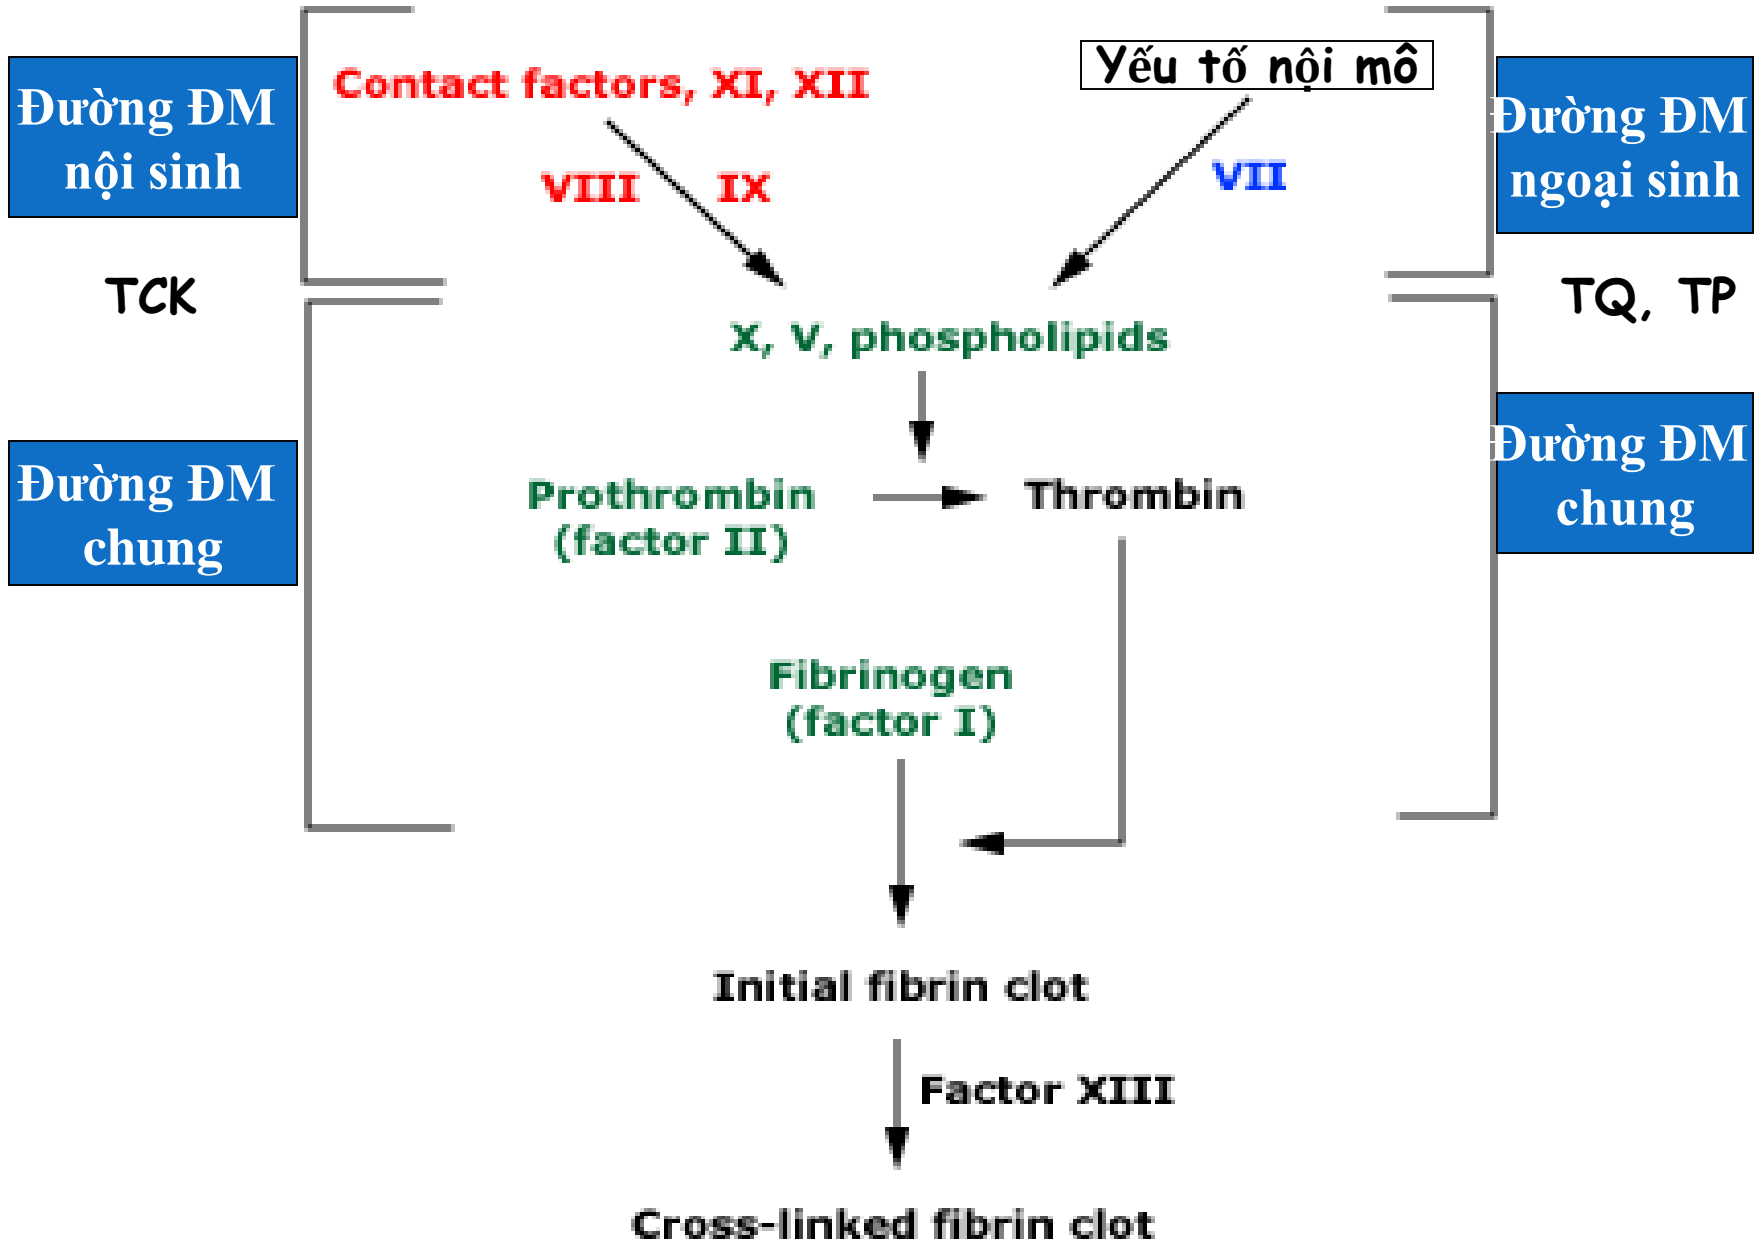 Contact factors, XI, XII
Yếu tố nội mô
Đường ĐM
nội sinh
Đường ĐM
ngoại sinh
VIII
IX
VII
TCK
TQ, TP
X, V, phospholipids
Đường ĐM
chung
Đường ĐM
chung
Prothrombin
(factor II)
Thrombin
Fibrinogen
(factor I)
Initial fibrin clot
Factor XIII
Cross-linked fibrin clot